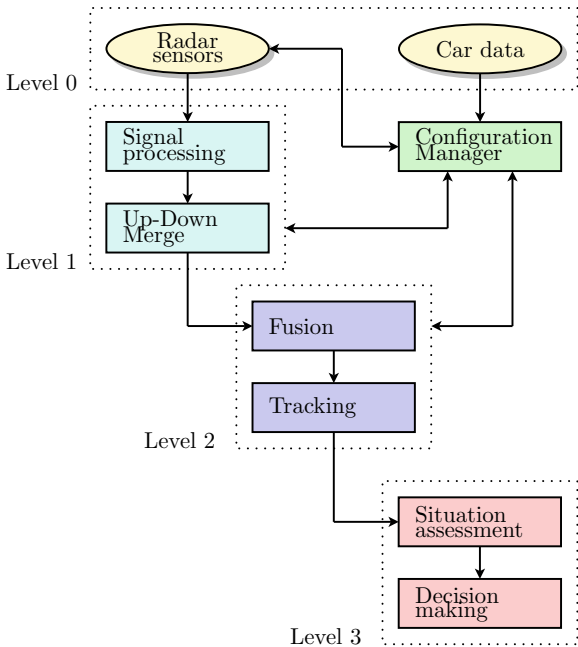 Radar
sensors
Car data
Level 0
Signal
processing
Configuration
Manager
Up-Down
Merge
Level 1
Fusion
Tracking
Level 2
Situation
assessment
Decision
making
Level 3